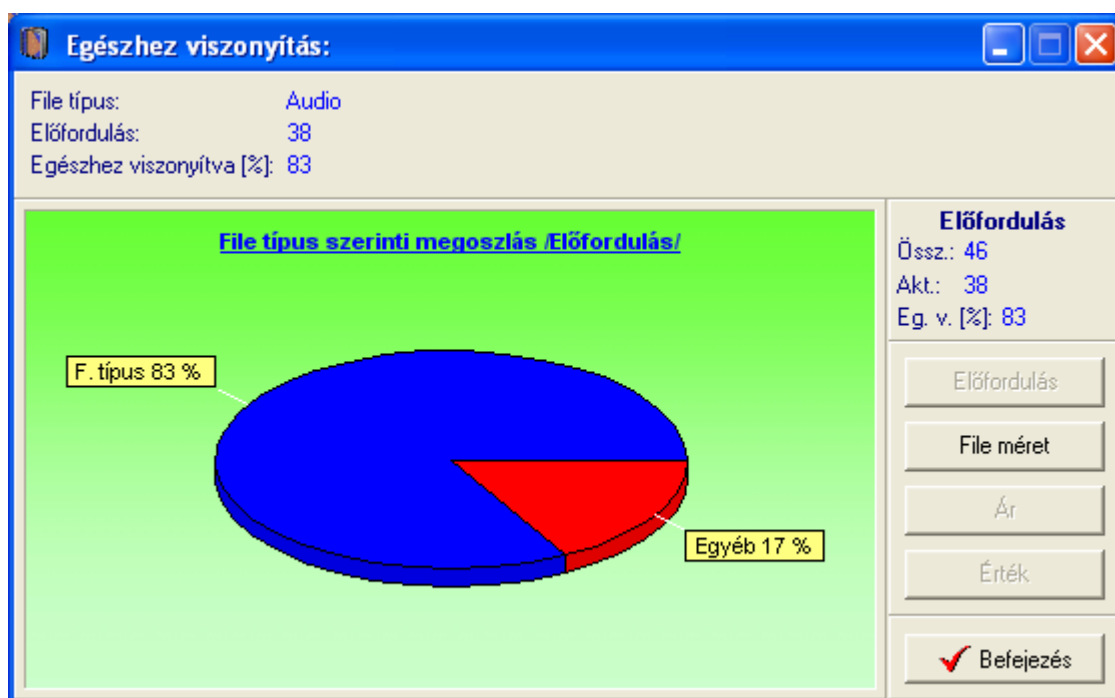 Egészhez viszonyítás:
File típus: Audio
Előfordulás: 38
Egészhez viszonyítva [%]: 83
File típus szerinti megoszlás /Előfordulás/
F. típus 83 %
Egyéb 17 %
Előfordulás
Össz.: 46
Akt.: 38
Eg. v. [%]: 83
Előfordulás
File méret
Ár
Érték
Befejezés